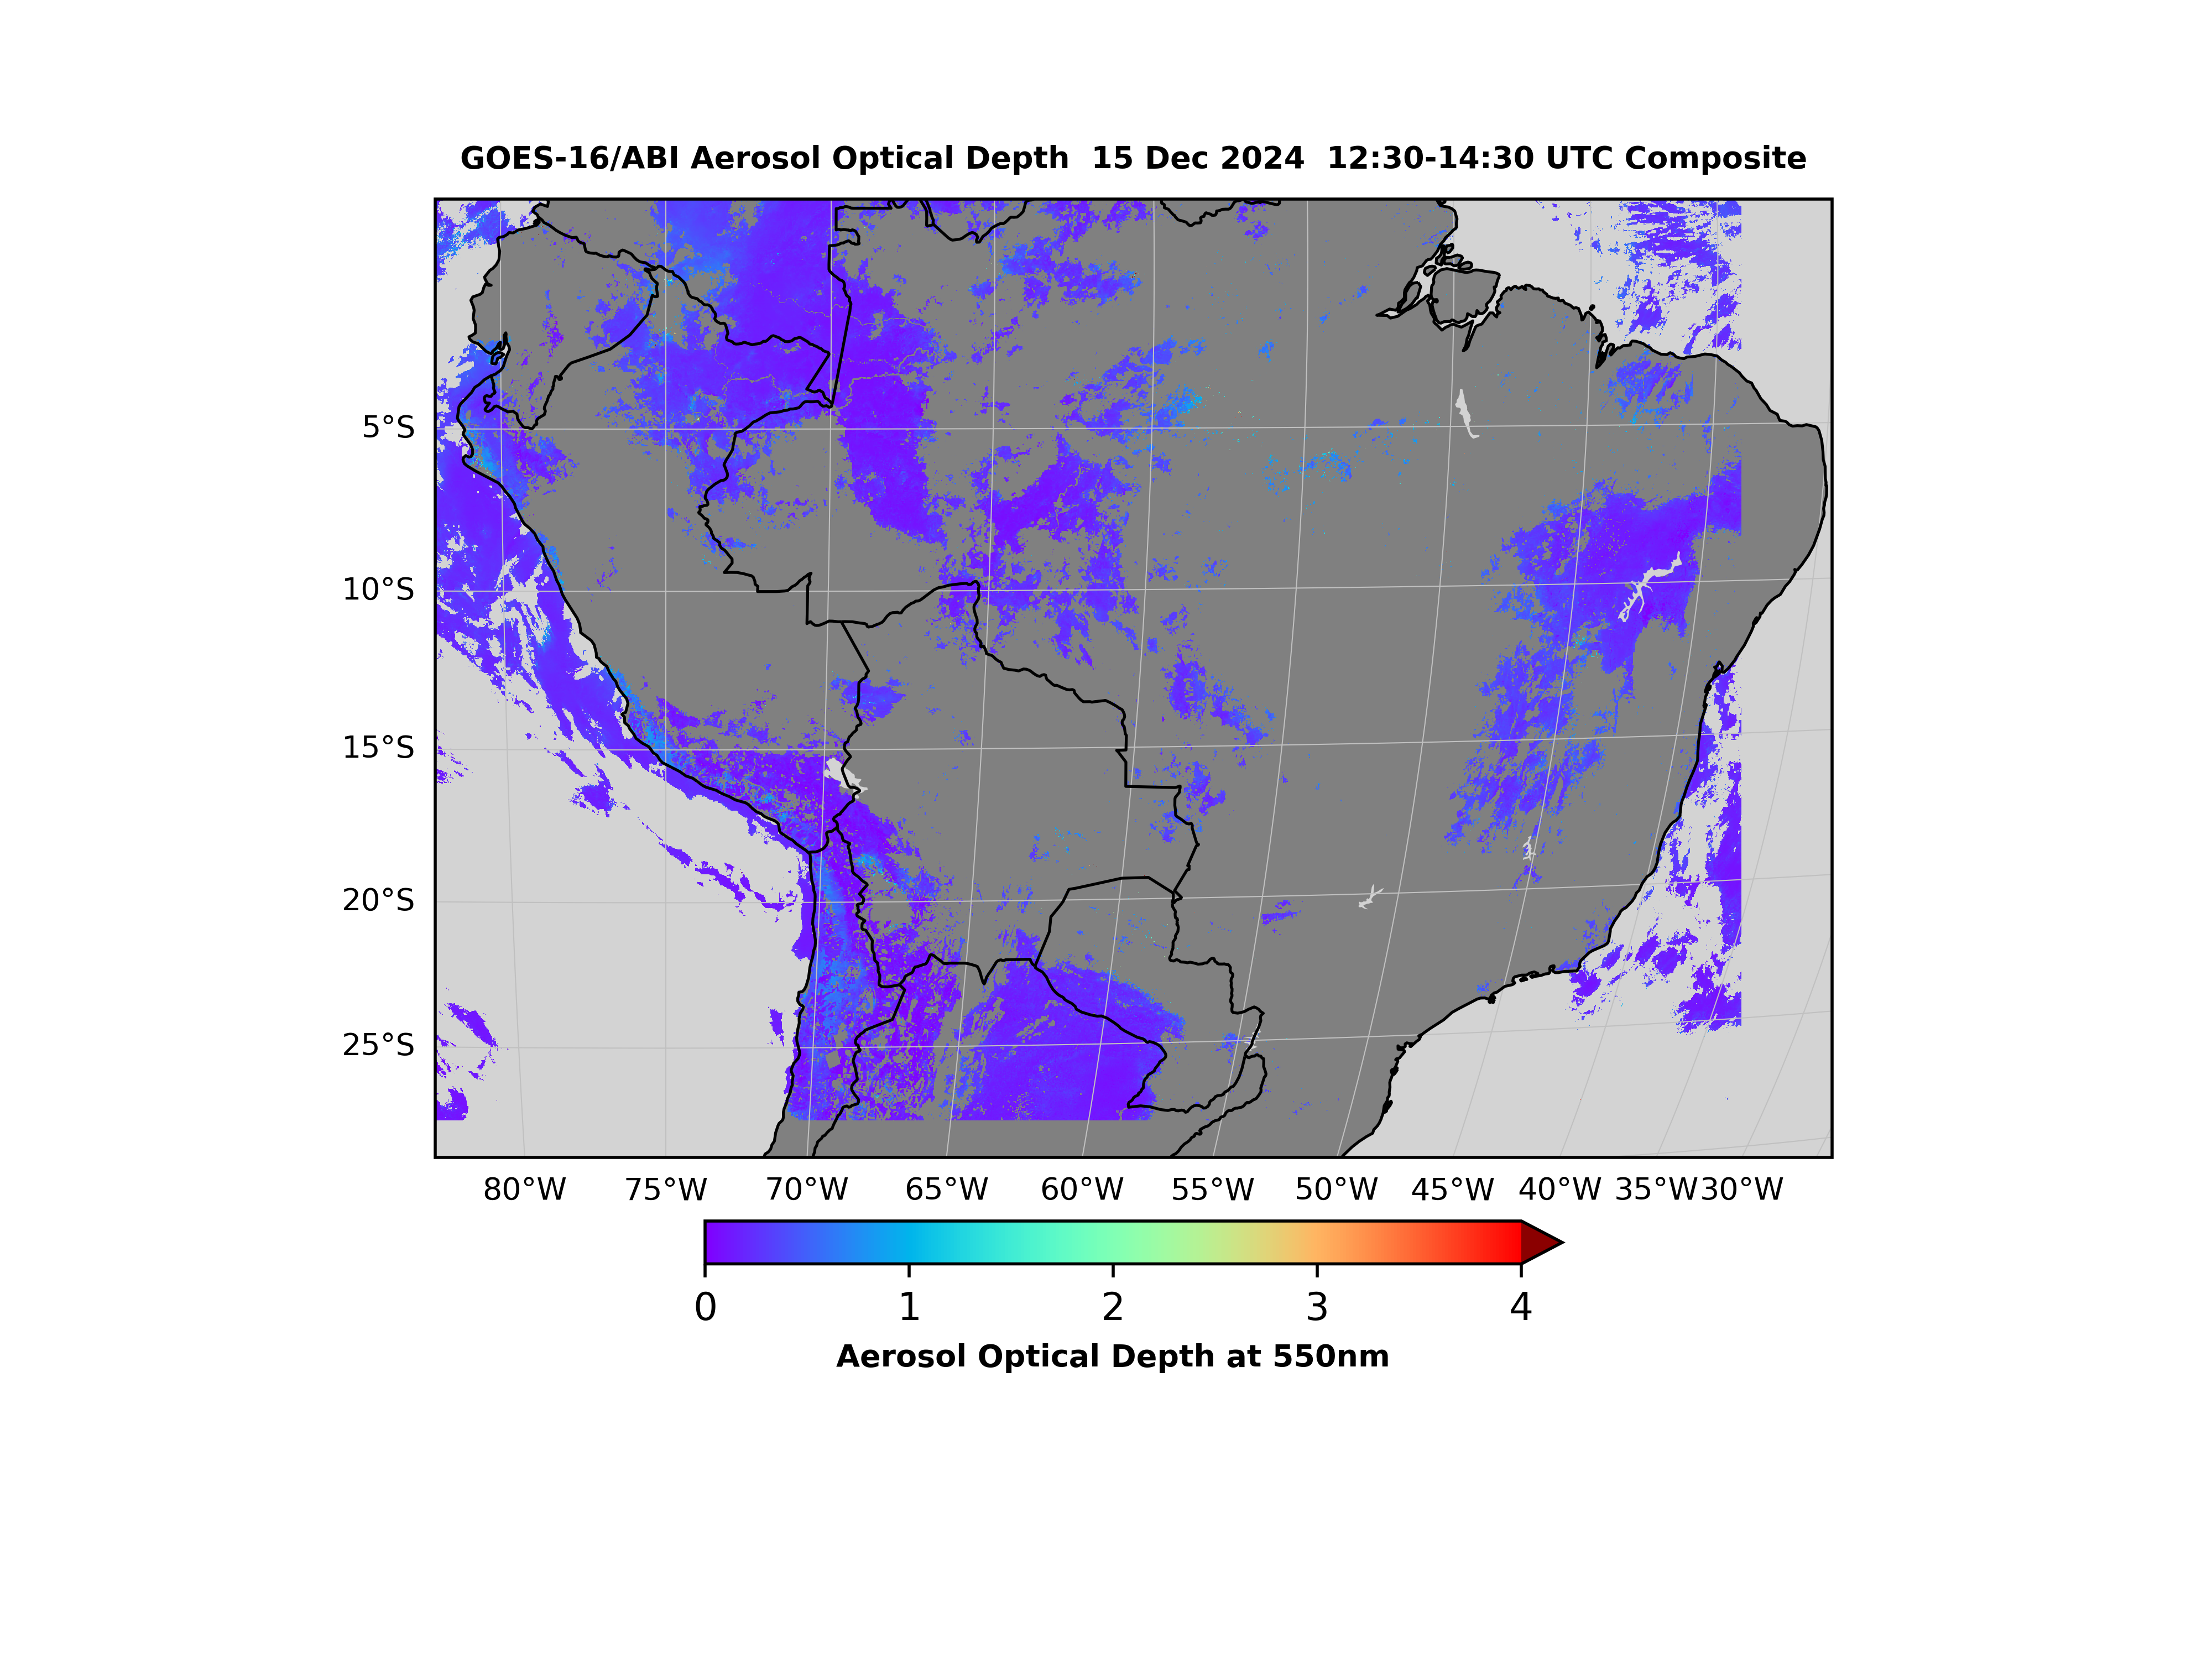 GOES-16/ABI Aerosol Optical Depth  15 Dec 2024  12:30-14:30 UTC Composite
5°S
10°S
15°S
20°S
25°S
80°W 75°W 70°W 65°W 60°W 55°W 50°W 45°W 40°W 35°W 30°W
0 1 2 3 4
Aerosol Optical Depth at 550nm